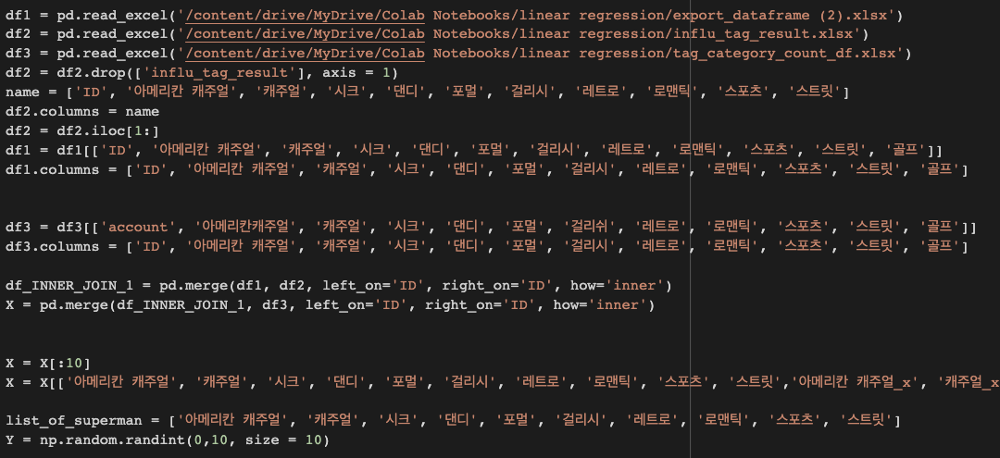 df1 = pd.read_excel('/content/drive/MyDrive/Colab Notebooks/linear regression/export_dataframe (2).xlsx')
df2 = pd.read_excel('/content/drive/MyDrive/Colab Notebooks/linear regression/influ_tag_result.xlsx')
df3 = pd.read_excel('/content/drive/MyDrive/Colab Notebooks/linear regression/tag_category_count_df.xlsx')
df2 = df2.drop(['influ_tag_result'], axis = 1)
name = ['ID', '아메리칸 캐주얼', '캐주얼', '시크', '댄디', '포멀', '걸리시', '레트로', '로맨틱', '스포츠', '스트릿']
df2.columns = name
df2 = df2.iloc[1:]
df1 = df1[['ID', '아메리칸 캐주얼', '캐주얼', '시크', '댄디', '포멀', '걸리시', '레트로', '로맨틱', '스포츠', '스트릿', '골프']]
df1.columns = ['ID', '아메리칸 캐주얼', '캐주얼', '시크', '댄디', '포멀', '걸리시', '레트로', '로맨틱', '스포츠', '스트릿', '골프']
df3 = df3[['account', '아메리칸캐주얼', '캐주얼', '시크', '댄디', '포멀', '걸리쉬', '레트로', '로맨틱', '스포츠', '스트릿', '골프']]
df3.columns = ['ID', '아메리칸 캐주얼', '캐주얼', '시크', '댄디', '포멀', '걸리시', '레트로', '로맨틱', '스포츠', '스트릿', '골프']
df_INNER_JOIN_1 = pd.merge(df1, df2, left_on='ID', right_on='ID', how='inner')
X = pd.merge(df_INNER_JOIN_1, df3, left_on='ID', right_on='ID', how='inner')
X = X[:10]
X = X[['아메리칸 캐주얼', '캐주얼', '시크', '댄디', '포멀', '걸리시', '레트로', '로맨틱', '스포츠', '스트릿','아메리칸 캐주얼_x', '캐주얼_x
list_of_superman = ['아메리칸 캐주얼', '캐주얼', '시크', '댄디', '포멀', '걸리시', '레트로', '로맨틱', '스포츠', '스트릿']
Y = np.random.randint(0,10, size = 10)